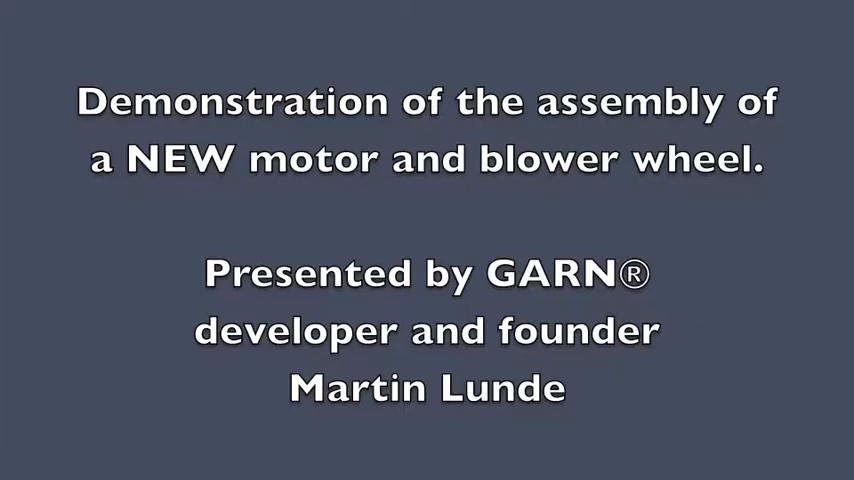 Demonstration of the assembly of
a NEW motor and blower wheel.
Presented by GARN®
developer and founder
Martin Lunde